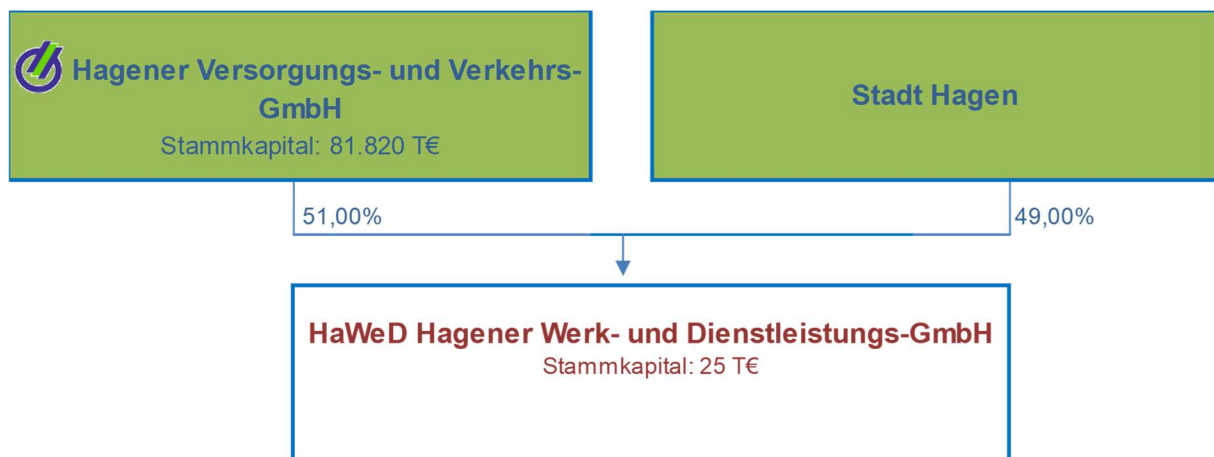 Hagener Versorgungs- und Verkehrs-
GmbH
Stammkapital: 81.820 T€
Stadt Hagen
51,00%
49,00%
HaWeD Hagener Werk- und Dienstleistungs-GmbH
Stammkapital: 25 T€